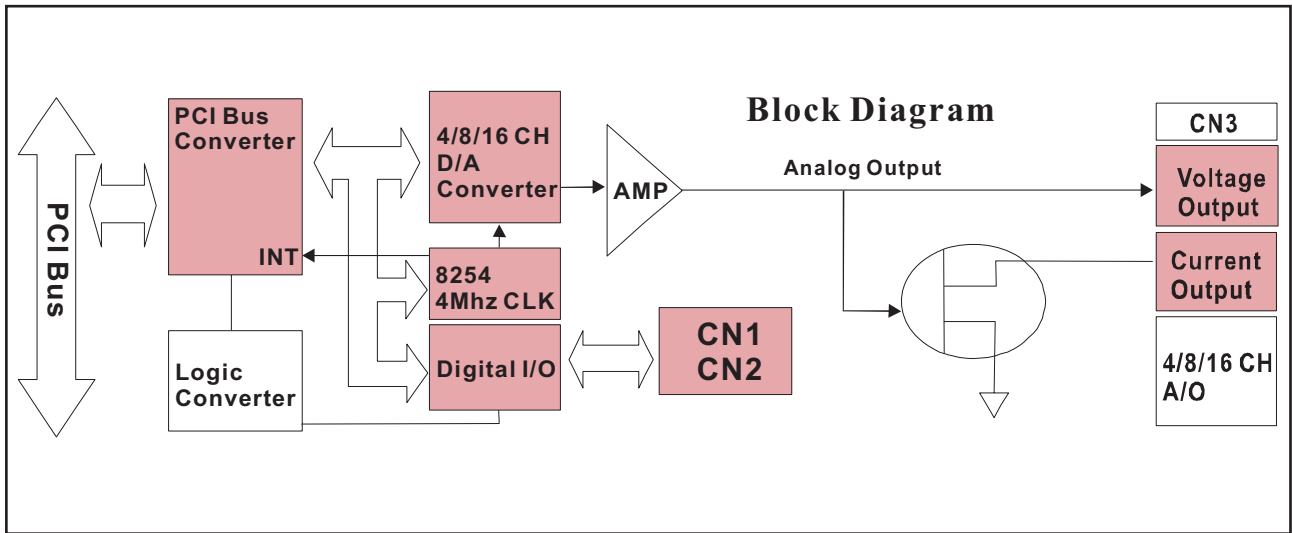 Block Diagram
PCI Bus
PCI Bus
Converter
INT
Logic
Converter
4/8/16 CH
D/A
Converter
8254
4Mhz CLK
Digital I/O
AMP
CN1
CN2
Analog Output
CN3
Voltage
Output
Current
Output
4/8/16 CH
A/O